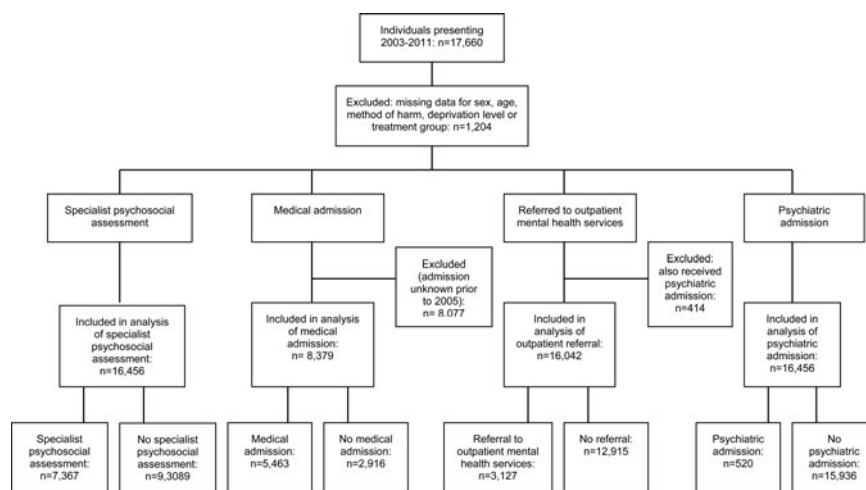 Individuals presenting
2003-2011: n=17,660
Excluded: missing data for sex, age,
method of harm, deprivation level or
treatment group: n=1,204
Specialist psychosocial
assessment
Medical admission
Referred to outpatient
mental health services
Psychiatric
admission
Excluded
(admission
unknown prior
to 2005):
n= 8,077
Excluded:
also received
psychiatric
admission:
n=414
Included in analysis
of specialist
psychosocial
assessment:
n=16,456
Included in analysis
of medical
admission:
n= 8,379
Included in
analysis of
outpatient
referral:
n=16,042
Included in
analysis of
psychiatric
admission:
n=16,456
Specialist
psychosocial
assessment:
n=7,367
No specialist
psychosocial
assessment:
n=9,3089
Medical
admission:
n=5,463
No medical
admission:
n=2,916
Referral to
outpatient mental
health services:
n=3,127
No referral:
n=12,915
Psychiatric
admission:
n=520
No
psychiatric
admission:
n=15,936